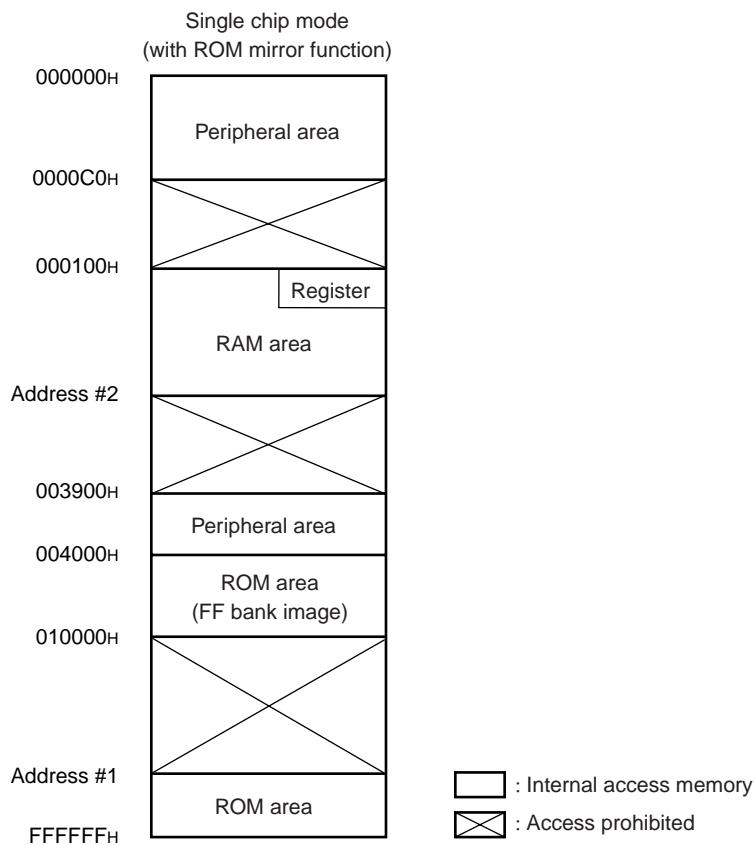 Single chip mode
(with ROM mirror function)
000000H
Peripheral area
0000C0H
000100H
Register
RAM area
Address #2
003900H
Peripheral area
004000H
ROM area
(FF bank image)
010000H
Address #1
ROM area
FFFFFFH
: Internal access memory
: Access prohibited